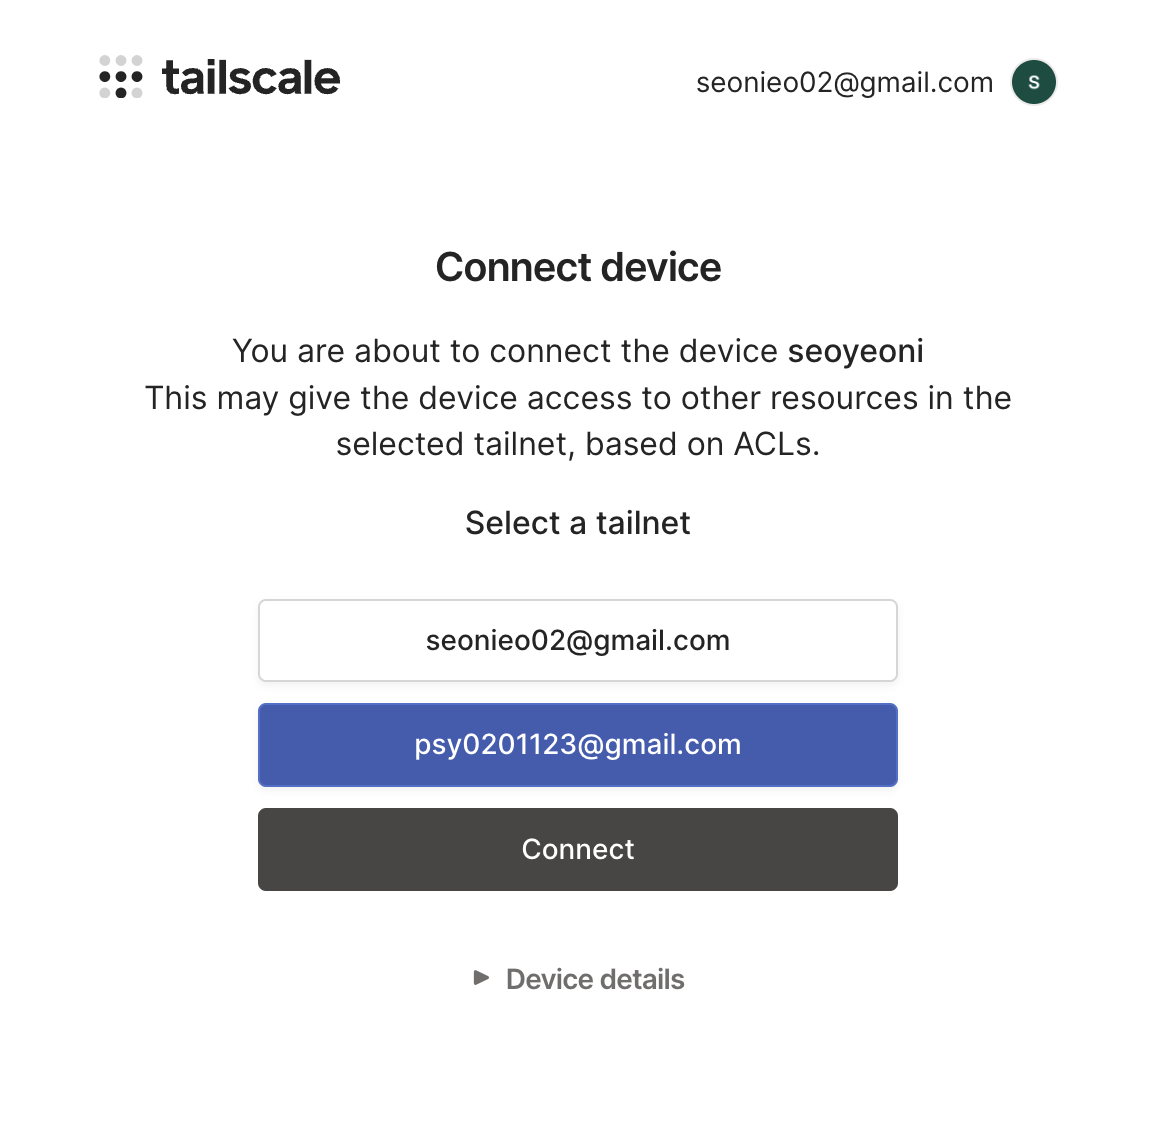 tailscale
seonieo02@gmail.com
S
Connect device
You are about to connect the device seoyeoni
This may give the device access to other resources in the
selected tailnet, based on ACLs.
Select a tailnet
seonieo02@gmail.com
psy0201123@gmail.com
Connect
Device details